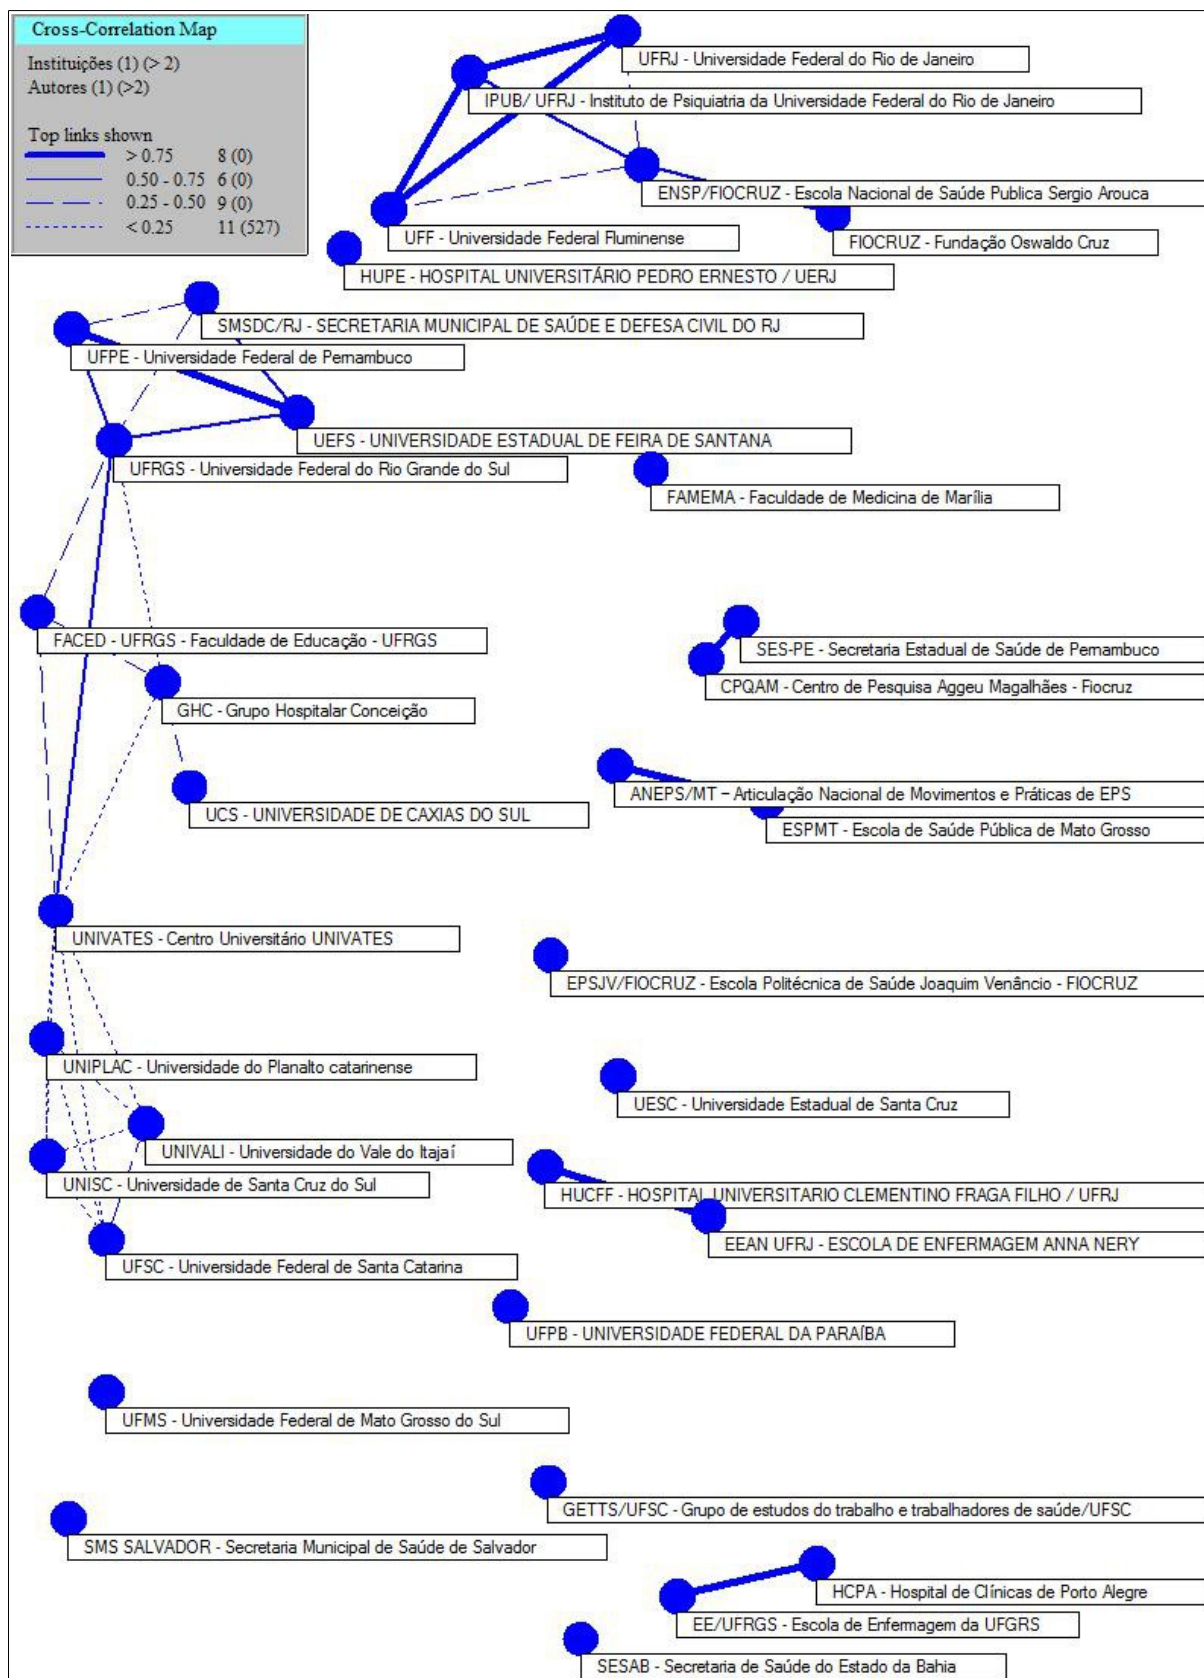 Cross-Correlation Map
Instituições (1) (> 2)
Autores (1) (>2)
Top links shown
> 0.75 8 (0)
0.50 - 0.75 6 (0)
0.25 - 0.50 9 (0)
< 0.25 11 (527)
UFRJ - Universidade Federal do Rio de Janeiro
IPUB/ UFRJ - Instituto de Psiquiatria da Universidade Federal do Rio de Janeiro
ENSP/FIOCRUZ - Escola Nacional de Saúde Publica Sergio Arouca
UFF - Universidade Federal Fluminense
FIOCRUZ - Fundação Oswaldo Cruz
HUPE - HOSPITAL UNIVERSITÁRIO PEDRO ERNESTO / UERJ
SMSDC/RJ - SECRETARIA MUNICIPAL DE SAÚDE E DEFESA CIVIL DO RJ
UFPE - Universidade Federal de Pernambuco
UEFS - UNIVERSIDADE ESTADUAL DE FEIRA DE SANTANA
UFRGS - Universidade Federal do Rio Grande do Sul
FAMEMA - Faculdade de Medicina de Marília
FACED - UFRGS - Faculdade de Educação - UFRGS
SES-PE - Secretaria Estadual de Saúde de Pernambuco
CPQAM - Centro de Pesquisa Aggeu Magalhães - Fiocruz
GHC - Grupo Hospitalar Conceição
ANEPS/MT – Articulação Nacional de Movimentos e Práticas de EPS
UCS - UNIVERSIDADE DE CAXIAS DO SUL
ESPMT - Escola de Saúde Pública de Mato Grosso
UNIVATES - Centro Universitário UNIVATES
EPSJV/FIOCRUZ - Escola Politécnica de Saúde Joaquim Venâncio - FIOCRUZ
UNIPLAC - Universidade do Planalto catarinense
UESC - Universidade Estadual de Santa Cruz
UNIVALI - Universidade do Vale do Itajaí
UNISC - Universidade de Santa Cruz do Sul
HUCFF - HOSPITAL UNIVERSITARIO CLEMENTINO FRAGA FILHO / UFRJ
EEAN UFRJ - ESCOLA DE ENFERMAGEM ANNA NERY
UFSC - Universidade Federal de Santa Catarina
UFPB - UNIVERSIDADE FEDERAL DA PARAÍBA
UFMS - Universidade Federal de Mato Grosso do Sul
GETTS/UFSC - Grupo de estudos do trabalho e trabalhadores de saúde/UFSC
SMS SALVADOR - Secretaria Municipal de Saúde de Salvador
HCPA - Hospital de Clínicas de Porto Alegre
EE/UFRGS - Escola de Enfermagem da UFGRS
SESAB - Secretaria de Saúde do Estado da Bahia